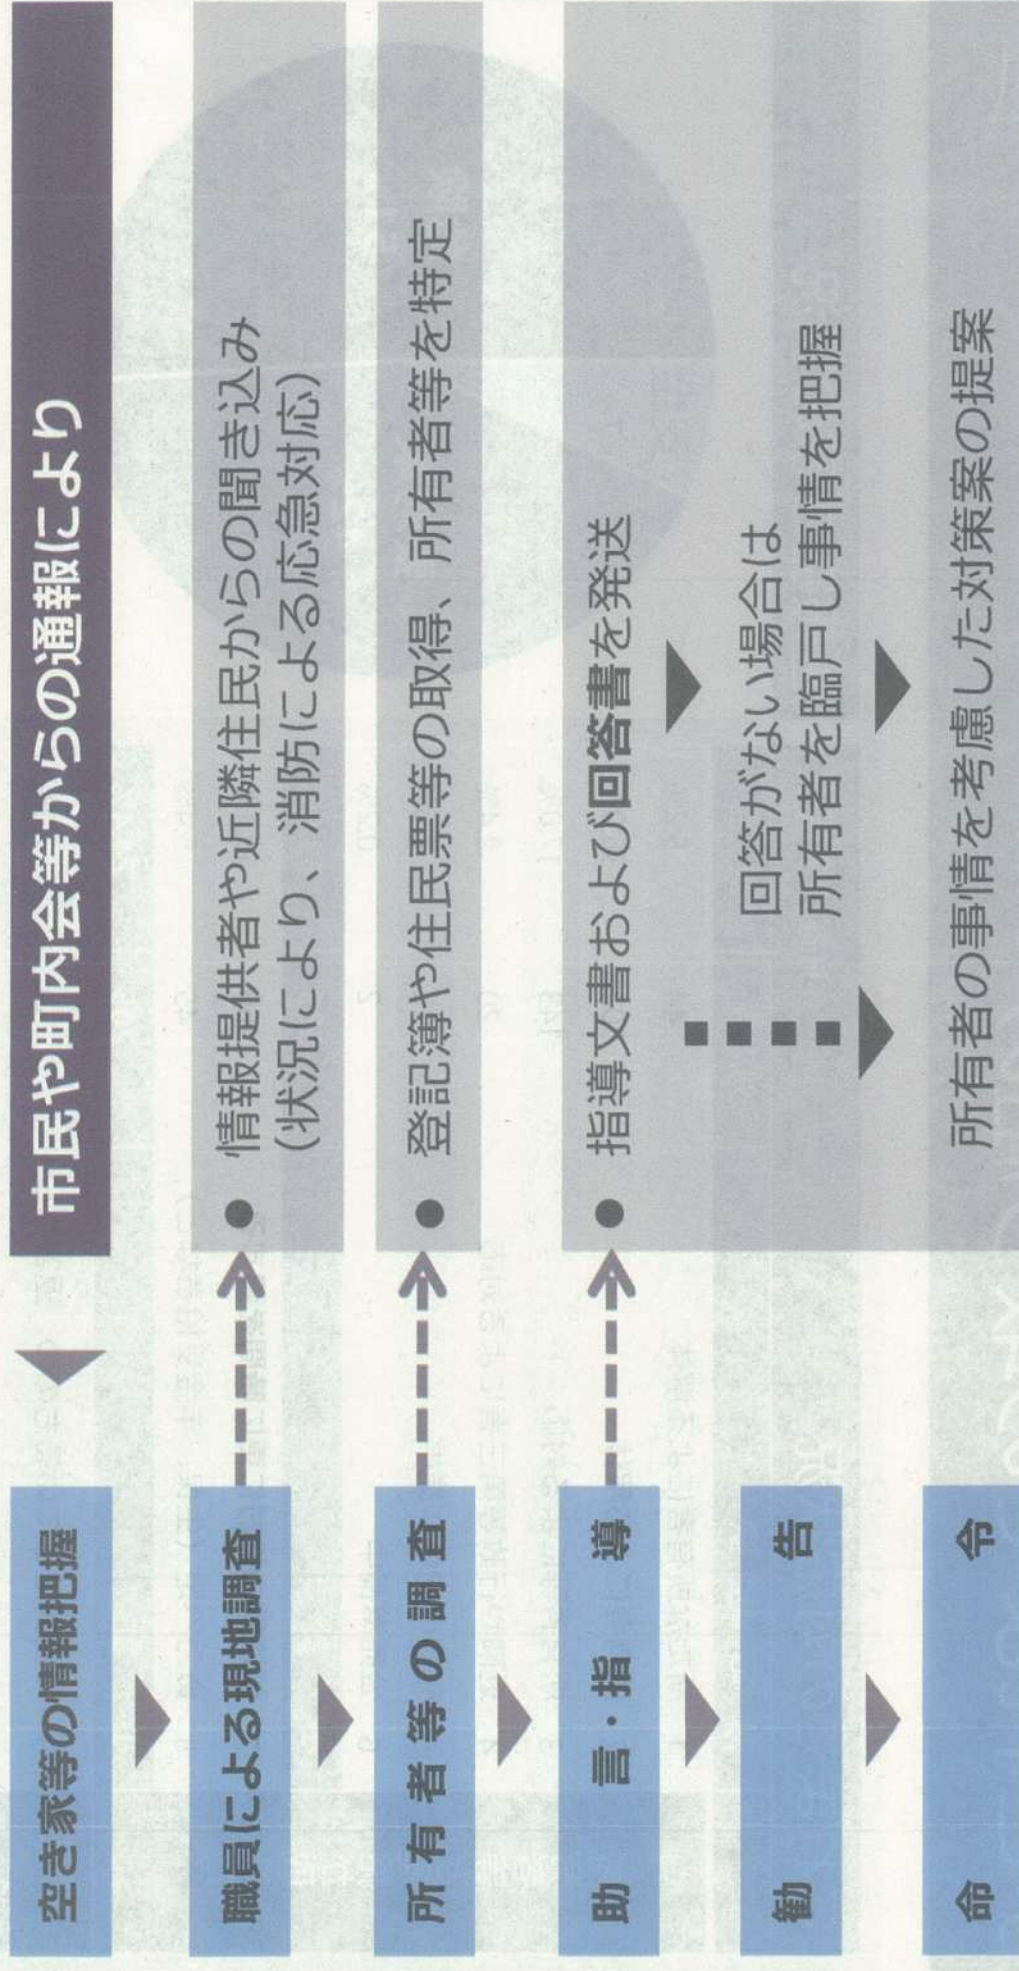 市民や町内会等からの通報により
空き家等の情報把握
職員による現地調査
● 情報提供者や近隣住民からの聞き込み
(状況により、消防による応急対応)
所有者等の調査
● 登記簿や住民票等の取得、所有者等を特定
助言・指導
● 指導文書および回答書を発送
回答がない場合は
所有者を臨戸し事情を把握
所有者の事情を考慮した対策案の提案
勧告
命令